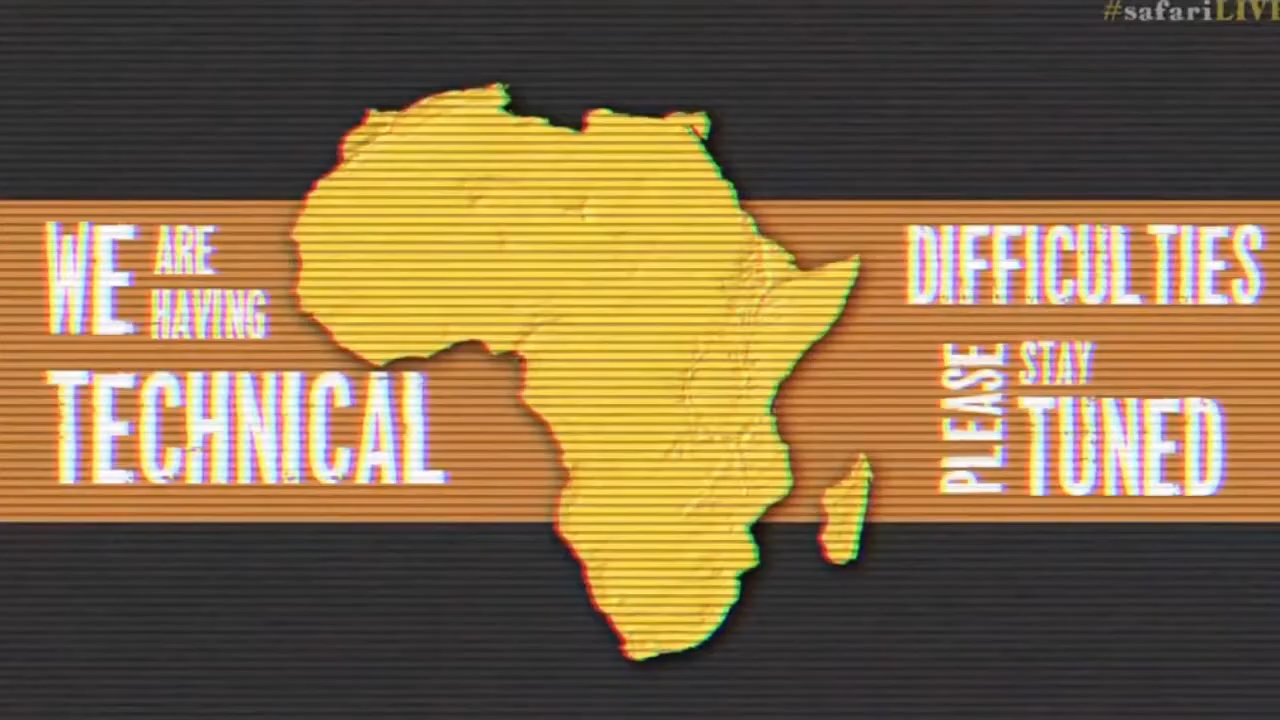 #safariLIVE
WE ARE
HAVING
TECHNICAL
DIFFICULTIES
PLEASE STAY
TUNED